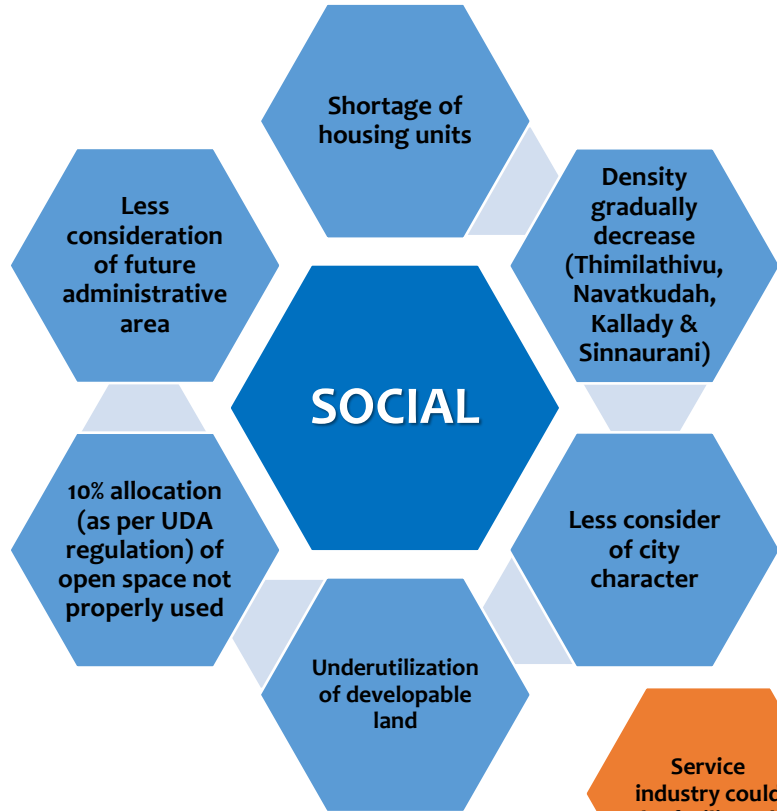 Shortage of
housing units
Density
gradually
decrease
(Thimilathivu,
Navatkudah,
Kallady &
Sinnaurani)
Less
consideration
of future
administrative
area
SOCIAL
10% allocation
(as per UDA
regulation) of
open space not
properly used
Less consider
of city
character
Underutilization
of developable
land
Service
industry could